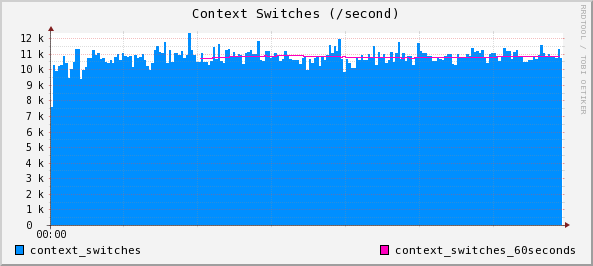 Context Switches (/second)
RRDTOOL / TOBI OETIKER
12 k
11 k
10 k
9 k
8 k
7 k
6 k
5 k
4 k
3 k
2 k
1 k
0
00:00
context_switches
context_switches_60seconds